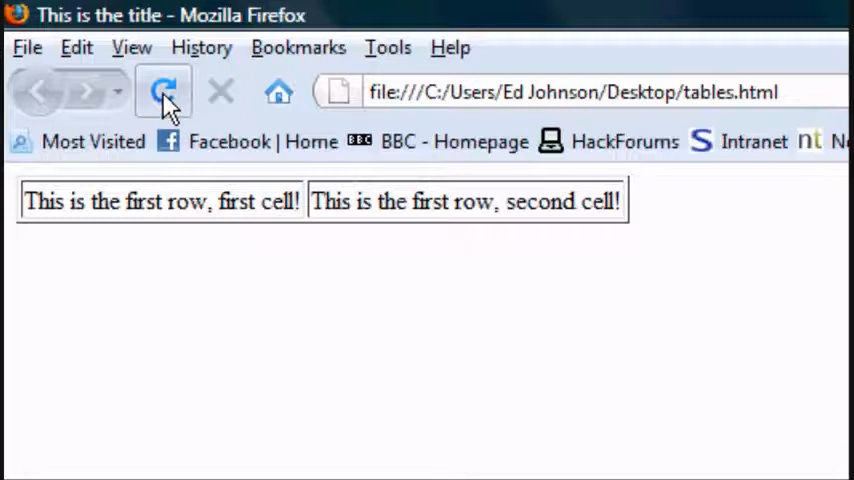 This is the title - Mozilla Firefox
File Edit View History Bookmarks Tools Help
file:///C:/Users/Ed Johnson/Desktop/tables.html
Most Visited Facebook | Home BBC BBC - Homepage HackForums S Intranet nt N
This is the first row, first cell! This is the first row, second cell!